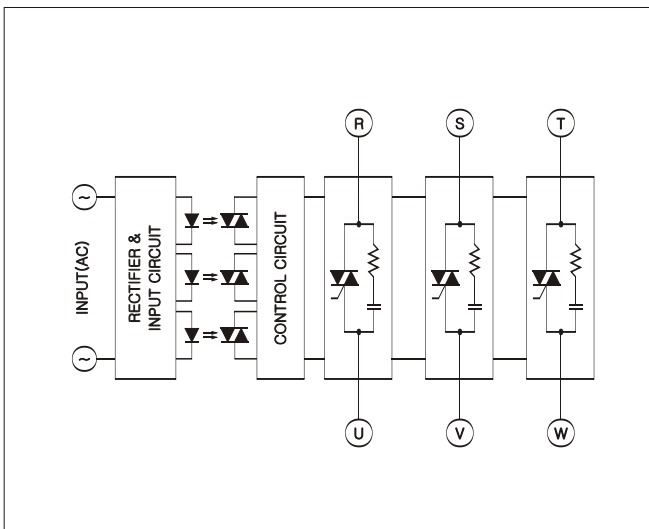 R S T
~
INPUT(AC)
~
RECTIFIER &
INPUT CIRCUIT
CONTROL CIRCUIT
U V W